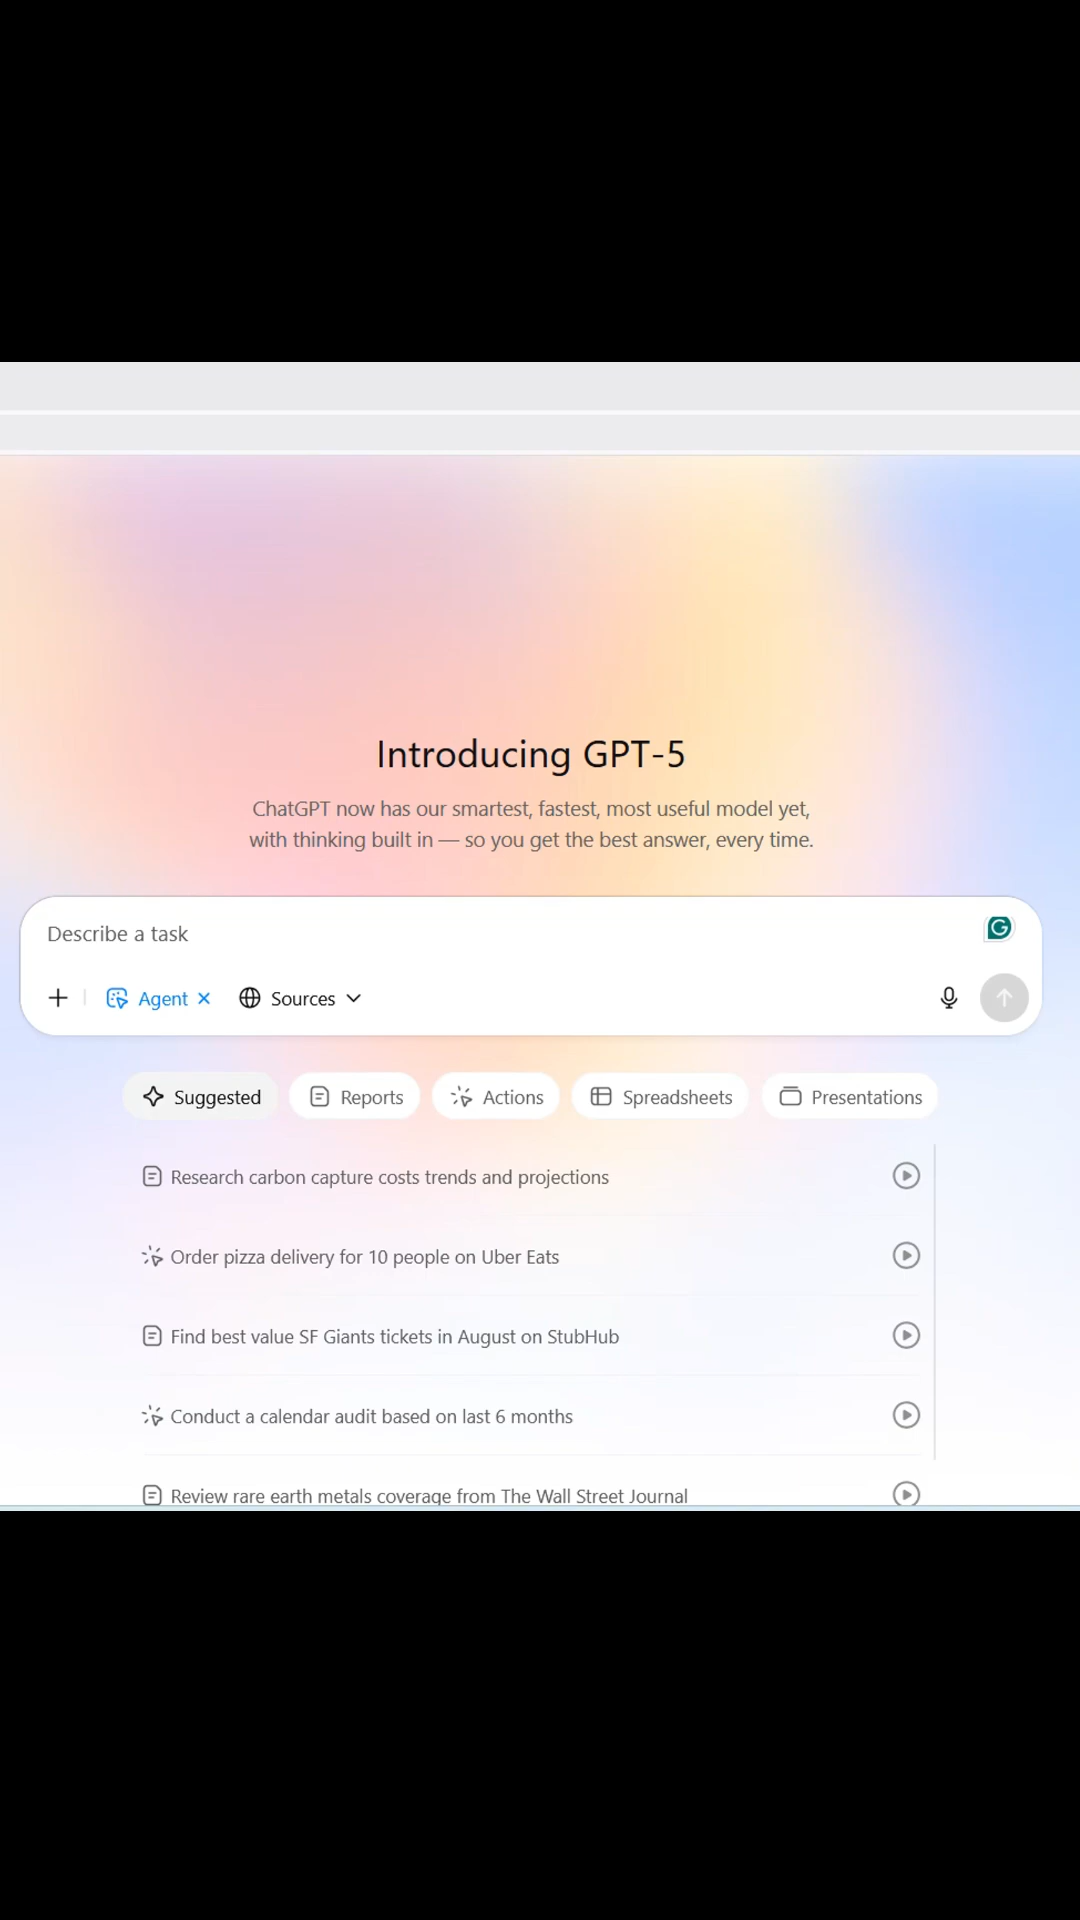 Introducing GPT-5
ChatGPT now has our smartest, fastest, most useful model yet,
with thinking built in — so you get the best answer, every time.
Describe a task
Agent Sources
Suggested Reports Actions Spreadsheets Presentations
Research carbon capture costs trends and projections
Order pizza delivery for 10 people on Uber Eats
Find best value SF Giants tickets in August on StubHub
Conduct a calendar audit based on last 6 months
Review rare earth metals coverage from The Wall Street Journal